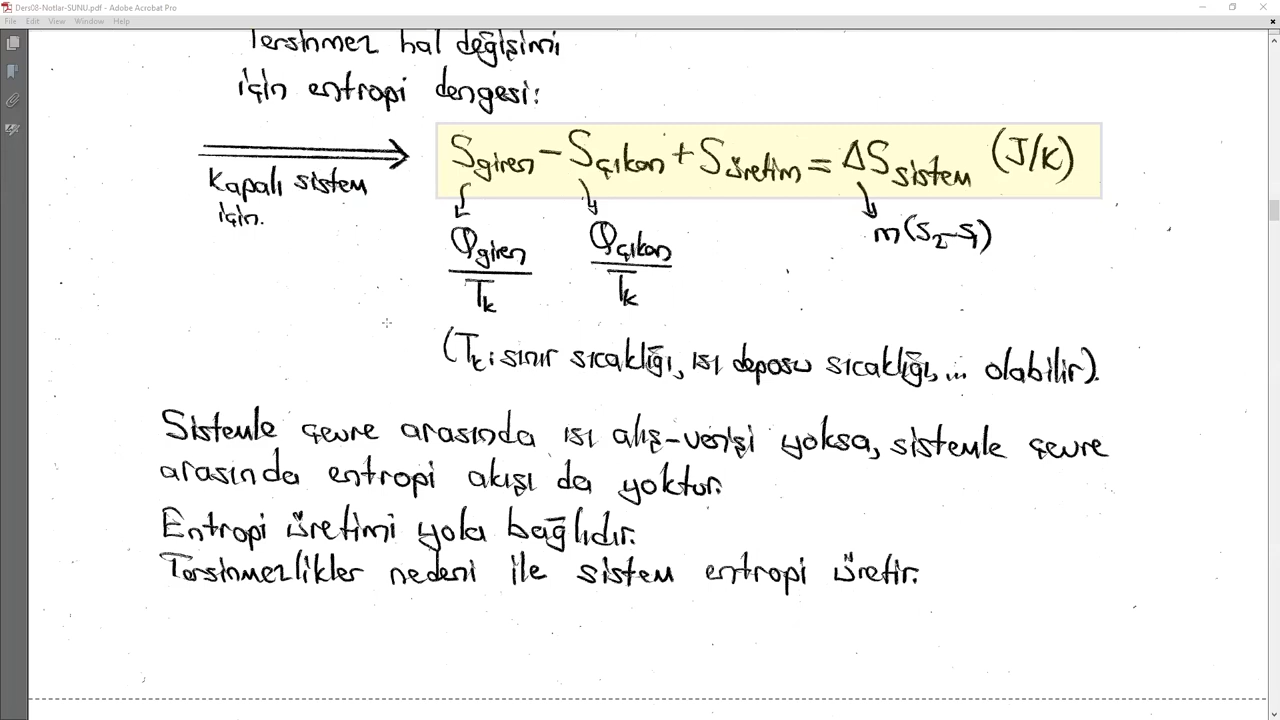 Ders08-Notlar-SUNU.pdf - Adobe Acrobat Pro
File Edit View Window Help
Tersinmez hal değişimi
için entropi dengesi:
Kapalı sistem
için.
Sgiren - Sçıkan + Süretim = ΔSsistem (J/K)
Qgiren
Tk
Qçıkan
Tk
m(s2-s1)
(Tk: sınır sıcaklığı, ısı deposu sıcaklığı, ... olabilir).
Sistemle çevre arasında ısı alış-verişi yoksa, sistemle çevre
arasında entropi akışı da yoktur.
Entropi üretimi yola bağlıdır.
Tersinmezlikler nedeni ile sistem entropi üretir.